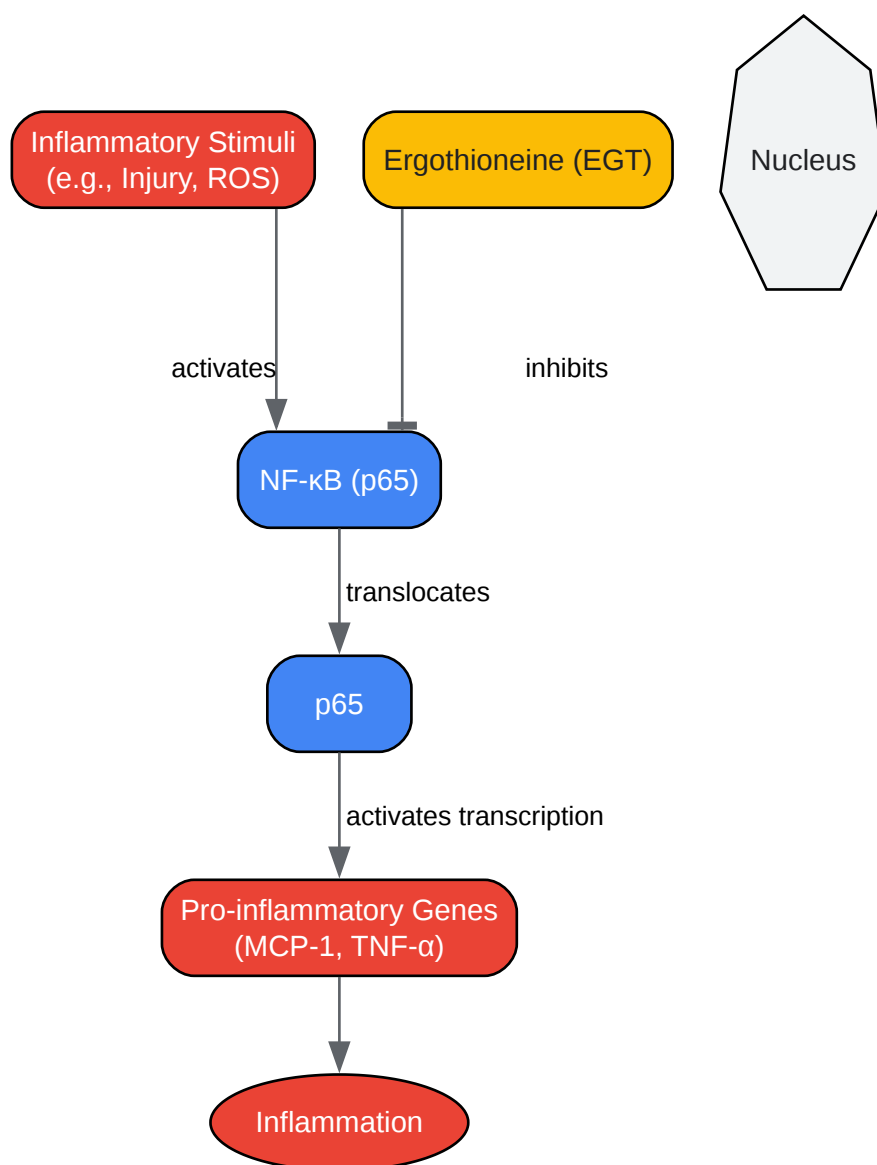 Inflammatory Stimuli
(e.g., Injury, ROS)
Ergothioneine (EGT)
Nucleus
activates
inhibits
NF-κB (p65)
translocates
p65
activates transcription
Pro-inflammatory Genes
(MCP-1, TNF-α)
Inflammation